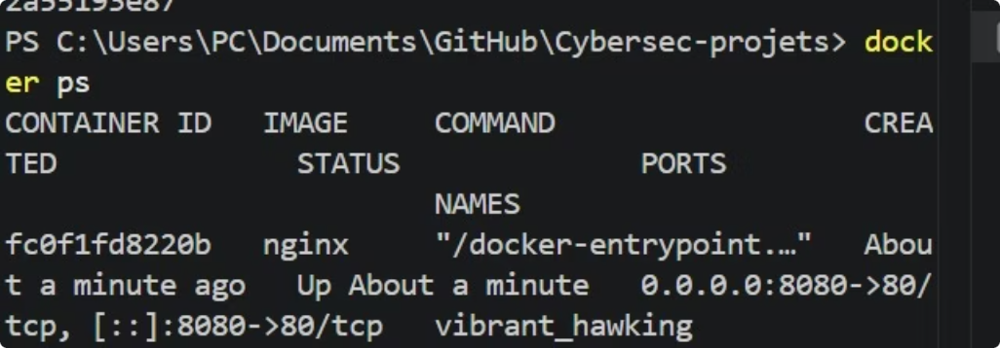 2a55193e87
PS C:\Users\PC\Documents\GitHub\Cybersec-projets> dock
er ps
CONTAINER ID   IMAGE     COMMAND                  CREA
TED              STATUS              PORTS
                         NAMES
fc0f1fd8220b   nginx     "/docker-entrypoint.…"   Abou
t a minute ago   Up About a minute   0.0.0.0:8080->80/
tcp, [::]:8080->80/tcp   vibrant_hawking